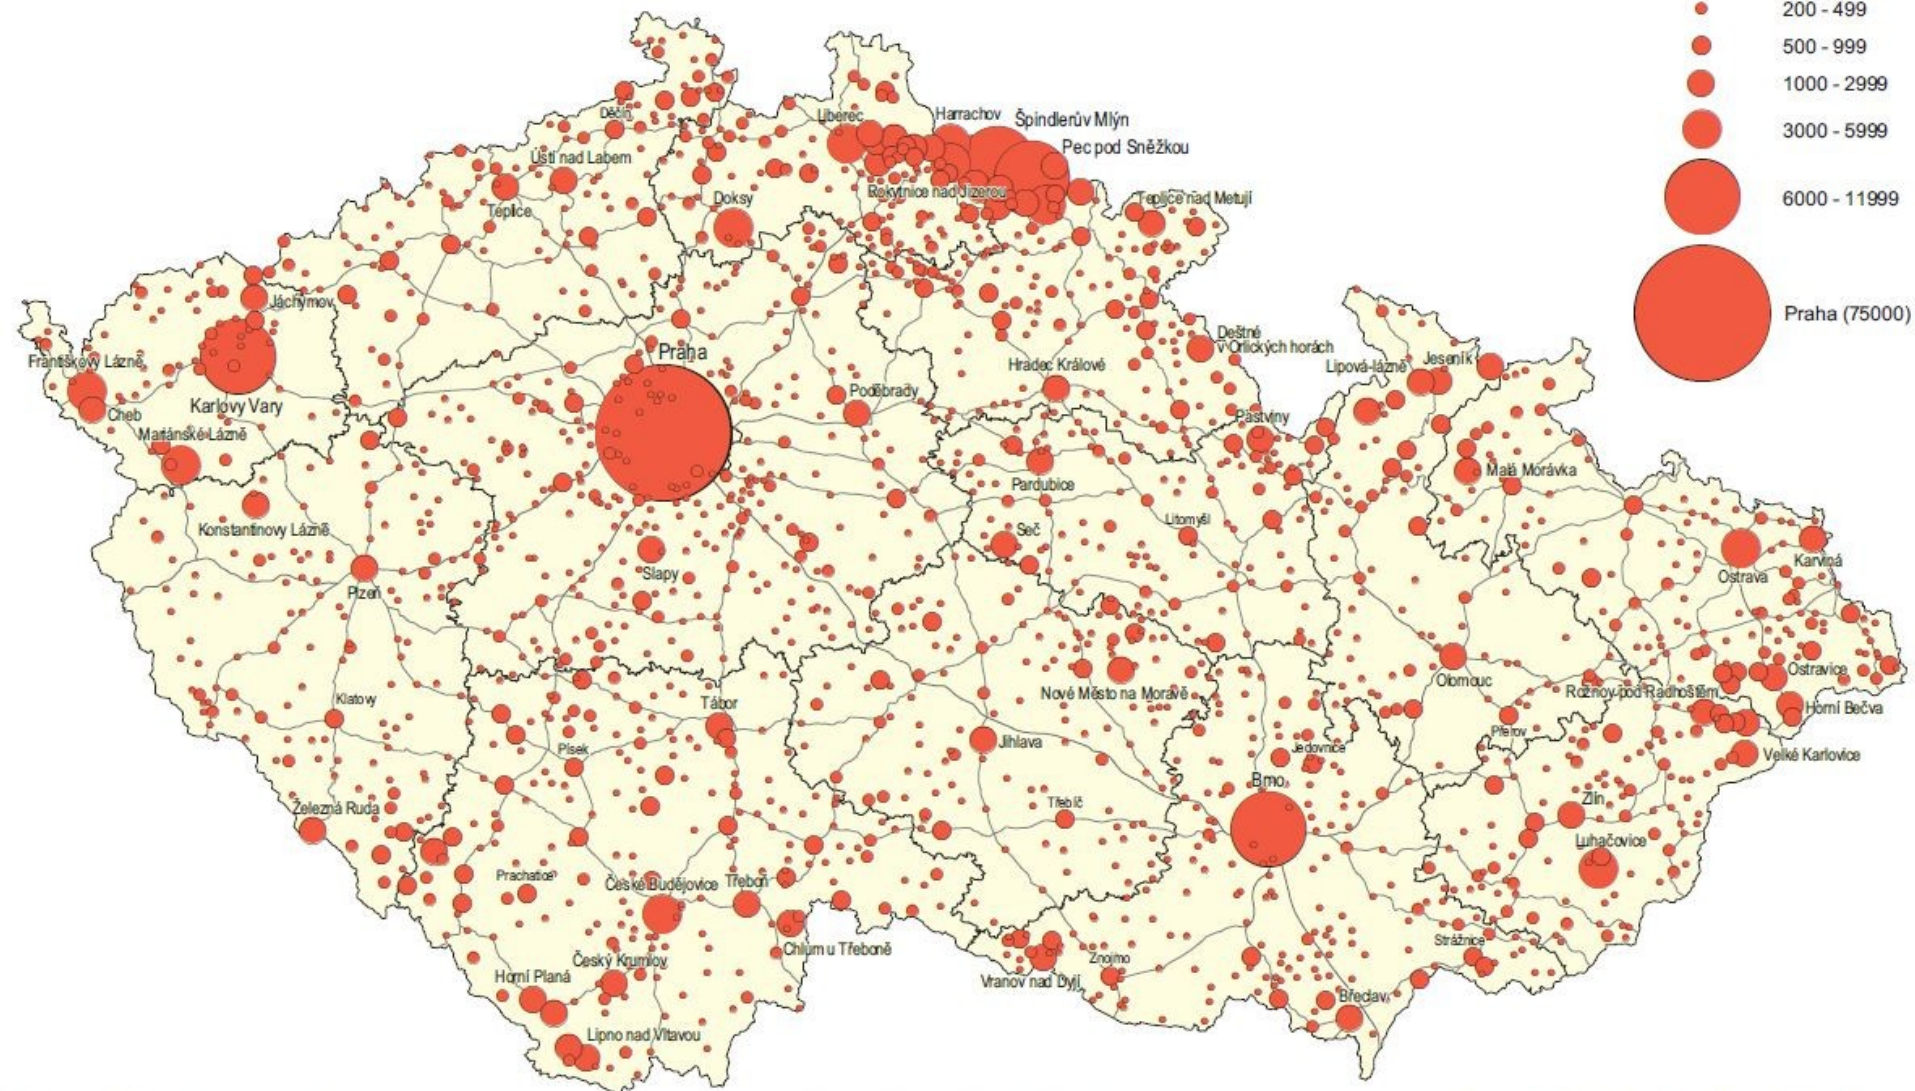 200 - 499
500 - 999
1000 - 2999
3000 - 5999
6000 - 11999
Praha (75000)
Děčín
Liberec
Harrachov
Špindlerův Mlýn
Pec pod Sněžkou
Ústí nad Labem
Teplice
Doksy
Rokytnice nad Jizerou
Teplice nad Metují
Jáchymov
Františkovy Lázně
Karlovy Vary
Cheb
Mariánské Lázně
Praha
Poděbrady
Hradec Králové
Deštné
v Orlických horách
Lipová-lázně
Jeseník
Pastviny
Pardubice
Malá Morávka
Konstantinovy Lázně
Plzeň
Slapy
Seč
Litomyšl
Ostrava
Karviná
Klatovy
Tábor
Nové Město na Moravě
Olomouc
Ostravice
Rožnov pod Radhoštěm
Horní Bečva
Písek
Jihlava
Jedovnice
Přerov
Velké Karlovice
Železná Ruda
Třebíč
Brno
Zlín
Luhačovice
Prachatice
České Budějovice
Třeboň
Chlum u Třeboně
Český Krumlov
Horní Planá
Lipno nad Vltavou
Vranov nad Dyjí
Znojmo
Strážnice
Břeclav